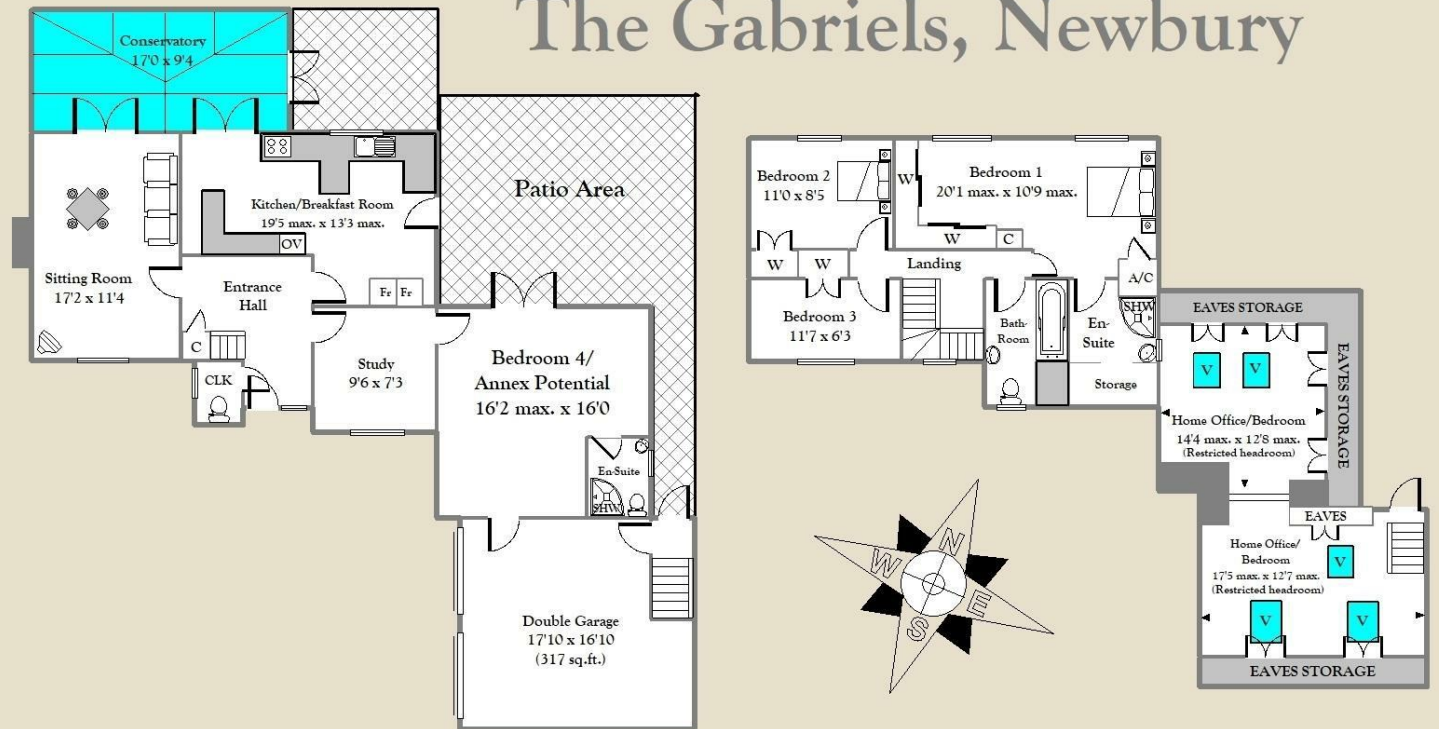 The Gabriels, Newbury
Conservatory
17'0 x 9'4
Sitting Room
17'2 x 11'4
Kitchen/Breakfast Room
19'5 max. x 13'3 max.
OV
Fr Fr
Entrance
Hall
C
CLK
Study
9'6 x 7'3
Patio Area
Bedroom 4/
Annex Potential
16'2 max. x 16'0
En-Suite
SHW
Double Garage
17'10 x 16'10
(317 sq.ft.)
Bedroom 2
11'0 x 8'5
W
W
W
Bedroom 1
20'1 max. x 10'9 max.
W
C
Landing
A/C
Bedroom 3
11'7 x 6'3
Bath-
Room
En-
Suite
SHW
Storage
EAVES STORAGE
EAVES STORAGE
V
V
Home Office/Bedroom
14'4 max. x 12'8 max.
(Restricted headroom)
EAVES
Home Office/
Bedroom
17'5 max. x 12'7 max.
(Restricted headroom)
V
V
V
EAVES STORAGE
N
W
E
S